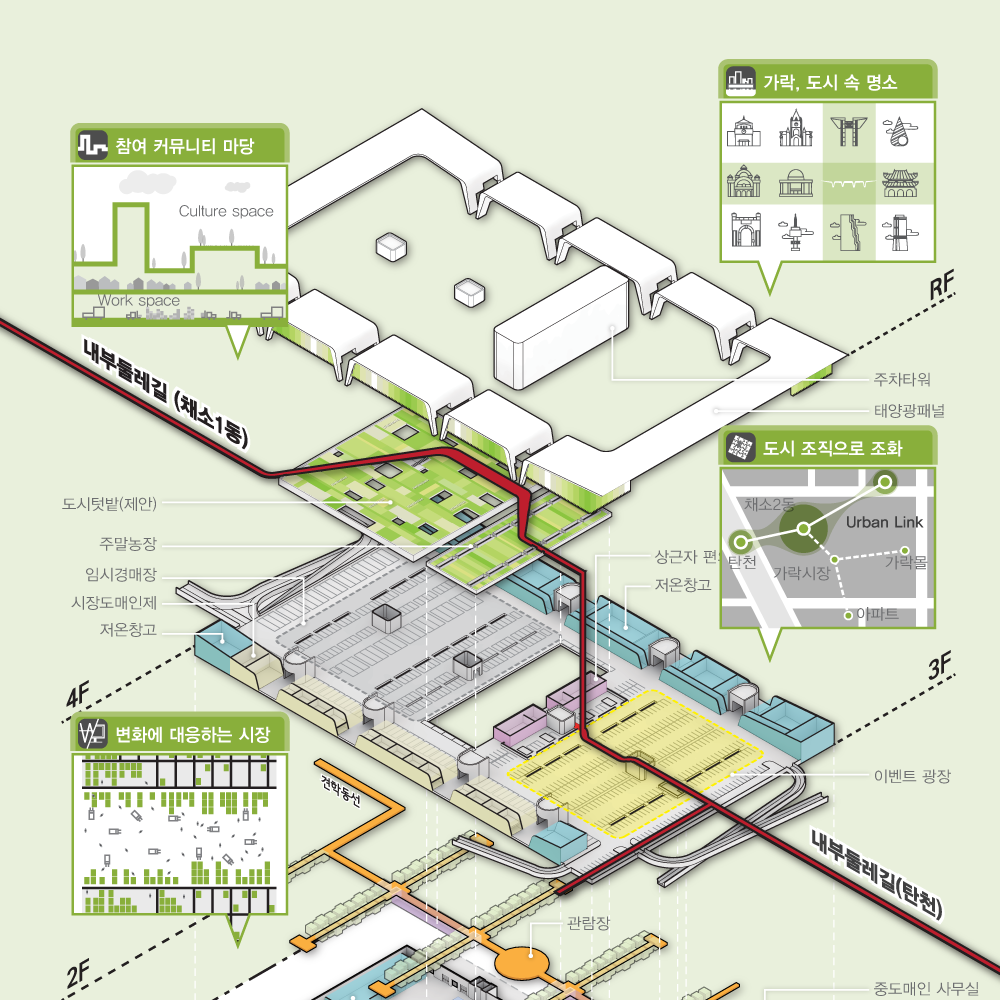 가락, 도시 속 명소
참여 커뮤니티 마당
Culture space
Work space
RF
내부둘레길 (채소1동)
주차타워
태양광패널
도시 조직으로 조화
채소2동
Urban Link
탄천
가락시장
가락몰
아파트
도시텃밭(제안)
주말농장
임시경매장
시장도매인제
저온창고
상근자 편
저온창고
3F
4F
변화에 대응하는 시장
견학동선
이벤트 광장
내부둘레길(탄천)
관람장
2F
중도매인 사무실